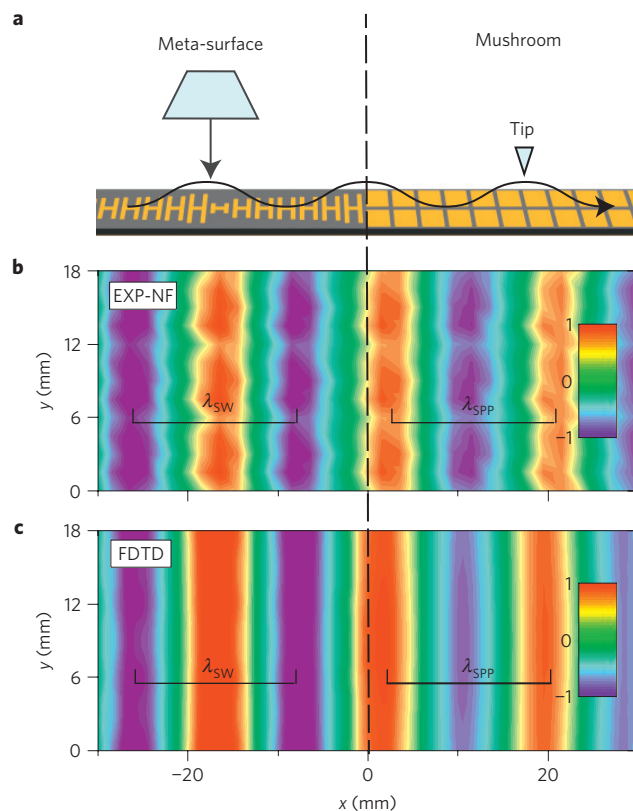 a
Meta-surface
Mushroom
Tip
b
EXP-NF
λSW
λSPP
1
0
−1
18
12
6
0
y (mm)
c
FDTD
λSW
λSPP
1
0
−1
18
12
6
0
y (mm)
−20
0
20
x (mm)